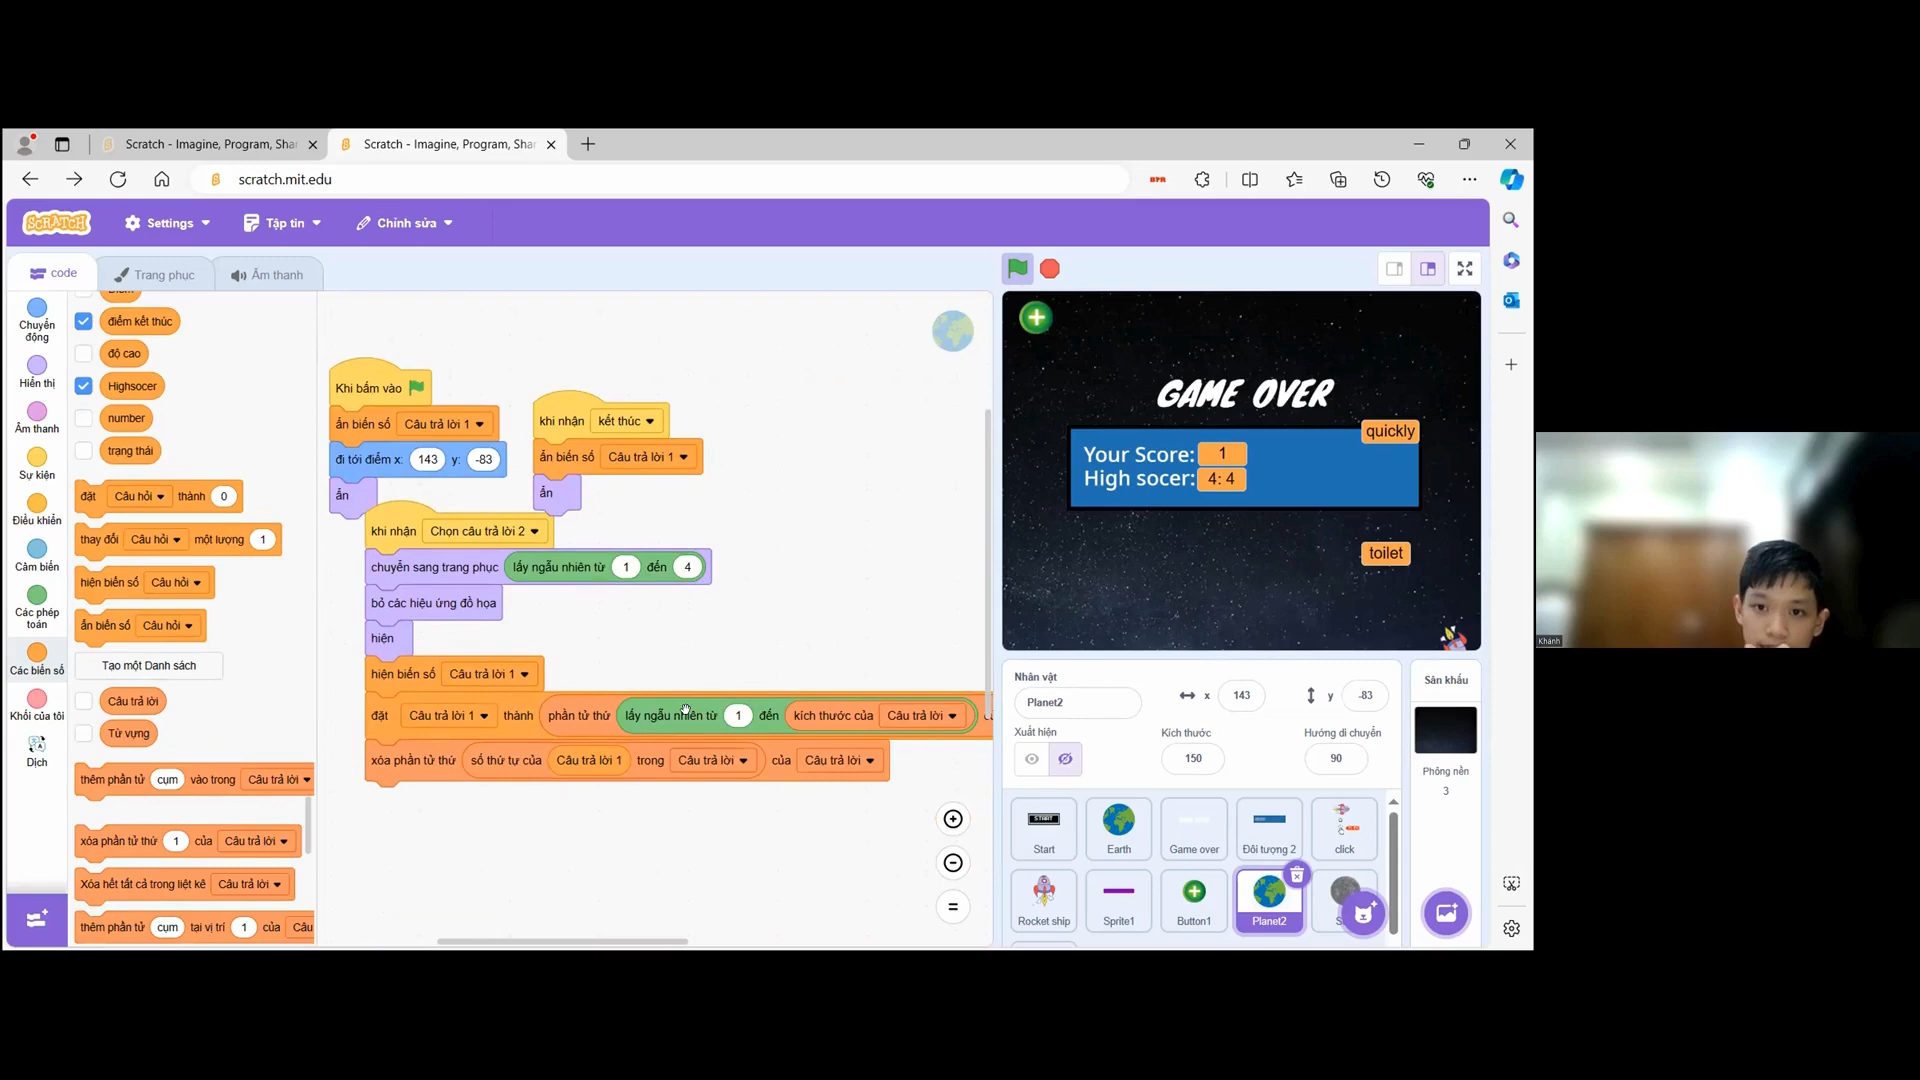 Scratch - Imagine, Program, Shar
Scratch - Imagine, Program, Shar
scratch.mit.edu
SCRATCH
Settings
Tập tin
Chỉnh sửa
code
Trang phục
Âm thanh
Chuyển động
Hiển thị
Âm thanh
Sự kiện
Điều khiển
Cảm biến
Các phép toán
Các biến số
Khối của tôi
Dịch
điểm kết thúc
độ cao
Highsocer
number
trạng thái
đặt Câu hỏi thành 0
thay đổi Câu hỏi một lượng 1
hiện biến số Câu hỏi
ẩn biến số Câu hỏi
Tạo một Danh sách
Câu trả lời
Từ vựng
thêm phần tử cụm vào trong Câu trả lời
xóa phần tử thứ 1 của Câu trả lời
Xóa hết tất cả trong liệt kê Câu trả lời
thêm phần tử cụm tại vị trí 1 của Câu
Khi bấm vào
ẩn biến số Câu trả lời 1
đi tới điểm x: 143 y: -83
ẩn
khi nhận kết thúc
ẩn biến số Câu trả lời 1
ẩn
khi nhận Chọn câu trả lời 2
chuyển sang trang phục lấy ngẫu nhiên từ 1 đến 4
bỏ các hiệu ứng đồ họa
hiện
hiện biến số Câu trả lời 1
đặt Câu trả lời 1 thành phần tử thứ lấy ngẫu nhiên từ 1 đến kích thước của Câu trả lời
xóa phần tử thứ số thứ tự của Câu trả lời 1 trong Câu trả lời của Câu trả lời
GAME OVER
quickly
Your Score: 1
High socer: 4: 4
toilet
Nhân vật
Planet2
x 143
y -83
Xuất hiện
Kích thước
150
Hướng di chuyển
90
Sân khấu
Phông nền
3
START
Start
Earth
Game over
Đối tượng 2
click
Rocket ship
Sprite1
Button1
Planet2
Khánh